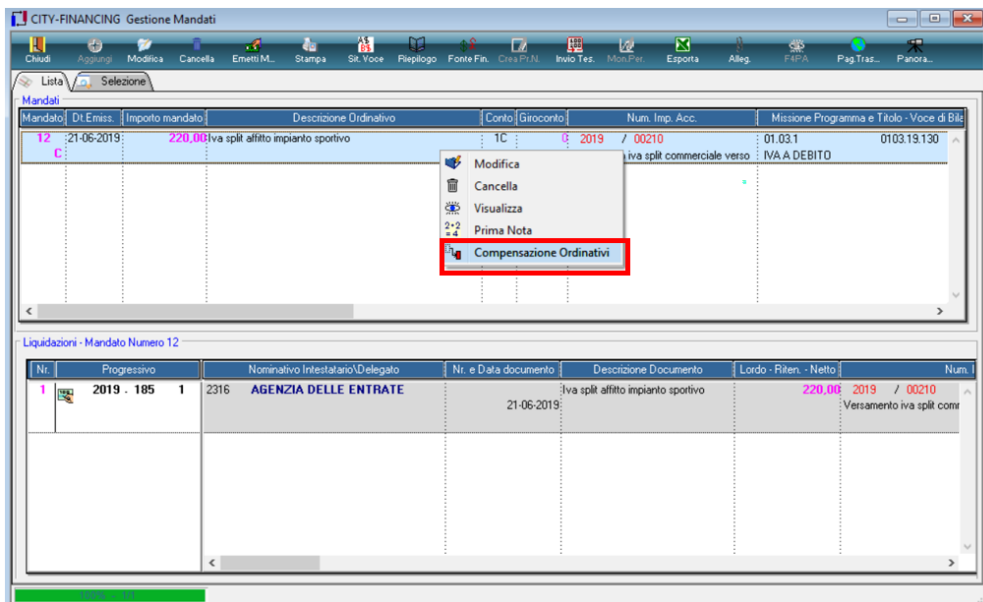 CITY-FINANCING Gestione Mandati
Chiudi Aggiungi Modifica Cancella Emetti M... Stampa Sit. Voce Riepilogo Fonte Fin. Crea Pr.N. Invio Tes. Mon.Per. Esporta Alleg. F4PA Pag.Tras... Panora...
Lista Selezione
Mandati
Mandato Dt.Emiss. Importo mandato Descrizione Ordinativo Conto Giroconto Num. Imp. Acc. Missione Programma e Titolo - Voce di Bila
12 21-06-2019 220,00 Iva split affitto impianto sportivo 1C 0 2019 / 00210 01.03.1 0103.19.130
C iva split commerciale verso IVA A DEBITO
Modifica
Cancella
Visualizza
Prima Nota
Compensazione Ordinativi
Liquidazioni - Mandato Numero 12
Nr. Progressivo Nominativo Intestatario\Delegato Nr. e Data documento Descrizione Documento Lordo - Riten. - Netto Num. I
1 2019 . 185 1 2316 AGENZIA DELLE ENTRATE Iva split affitto impianto sportivo 220,00 2019 / 00210
21-06-2019 Versamento iva split comm
100% -- 1/1